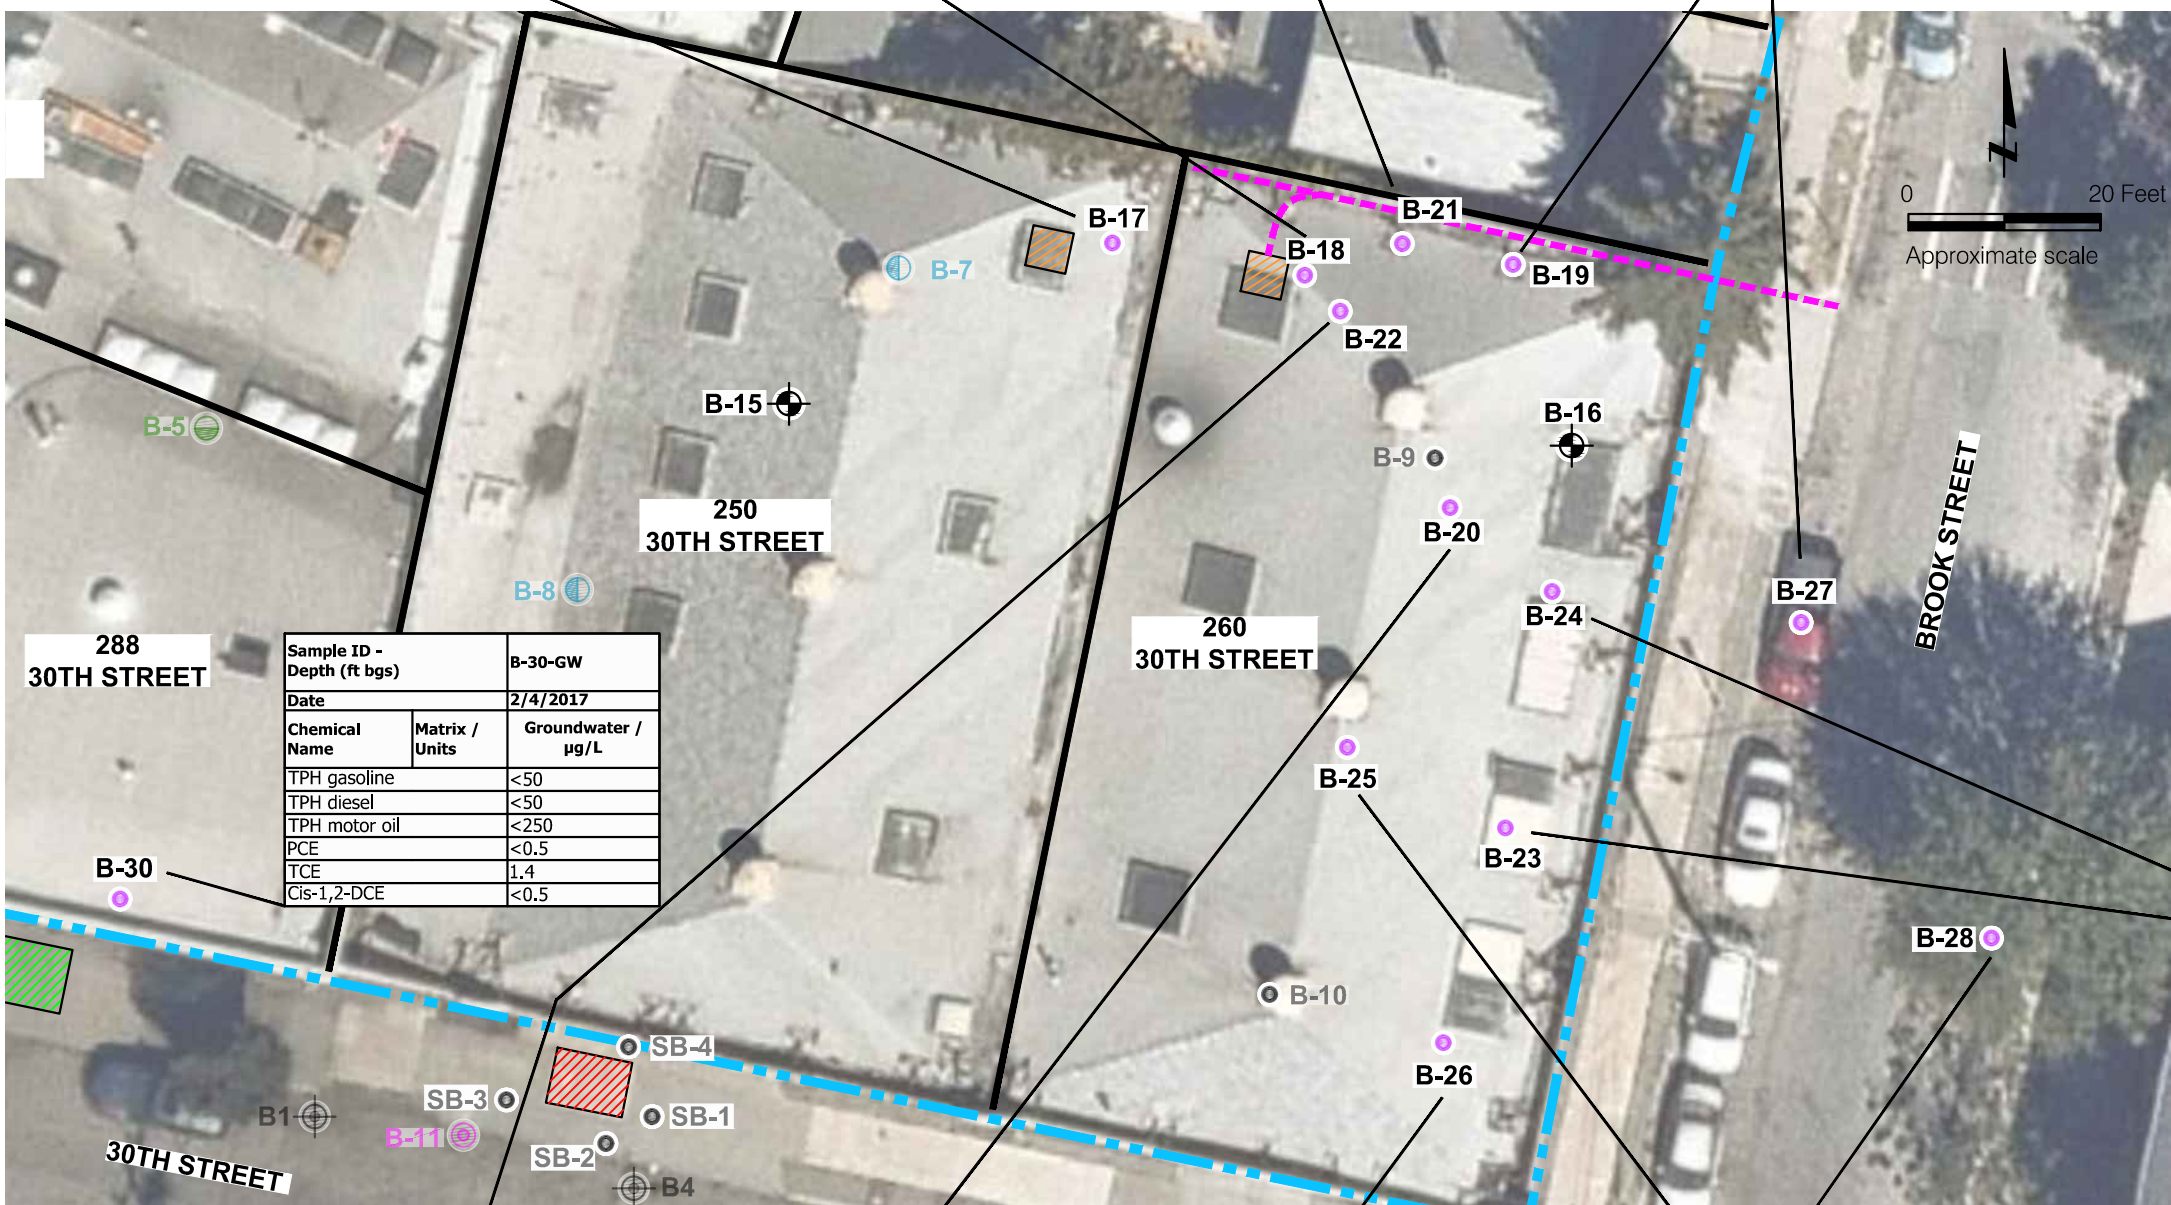 B-17
B-21
B-18
B-19
B-7
B-22
0
20 Feet
Approximate scale
B-15
B-16
B-5
B-9
250
30TH STREET
B-20
BROOK STREET
B-8
B-24
B-27
288
30TH STREET
260
30TH STREET
Sample ID -
Depth (ft bgs)
B-30-GW
Date
2/4/2017
Chemical
Name
Matrix /
Units
Groundwater /
µg/L
TPH gasoline <50
TPH diesel <50
TPH motor oil <250
PCE <0.5
TCE 1.4
Cis-1,2-DCE <0.5
B-25
B-23
B-30
B-28
B-10
SB-4
B-26
SB-3
SB-1
B1
B-11
SB-2
30TH STREET
B4